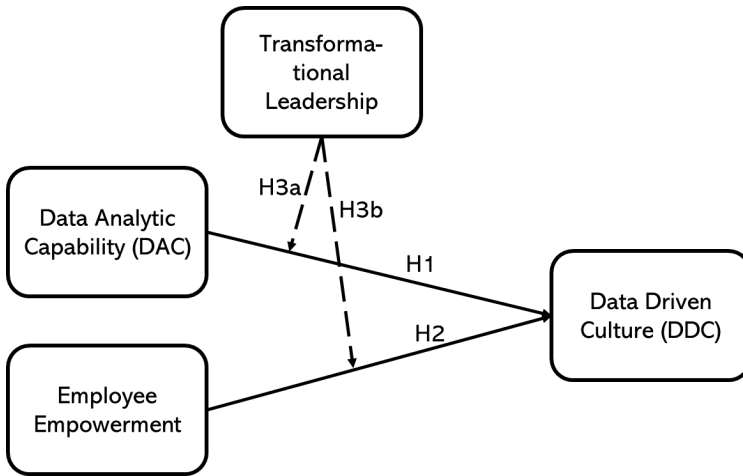 Transforma-
tional
Leadership
H3a
H3b
Data Analytic
Capability (DAC)
H1
Data Driven
Culture (DDC)
H2
Employee
Empowerment